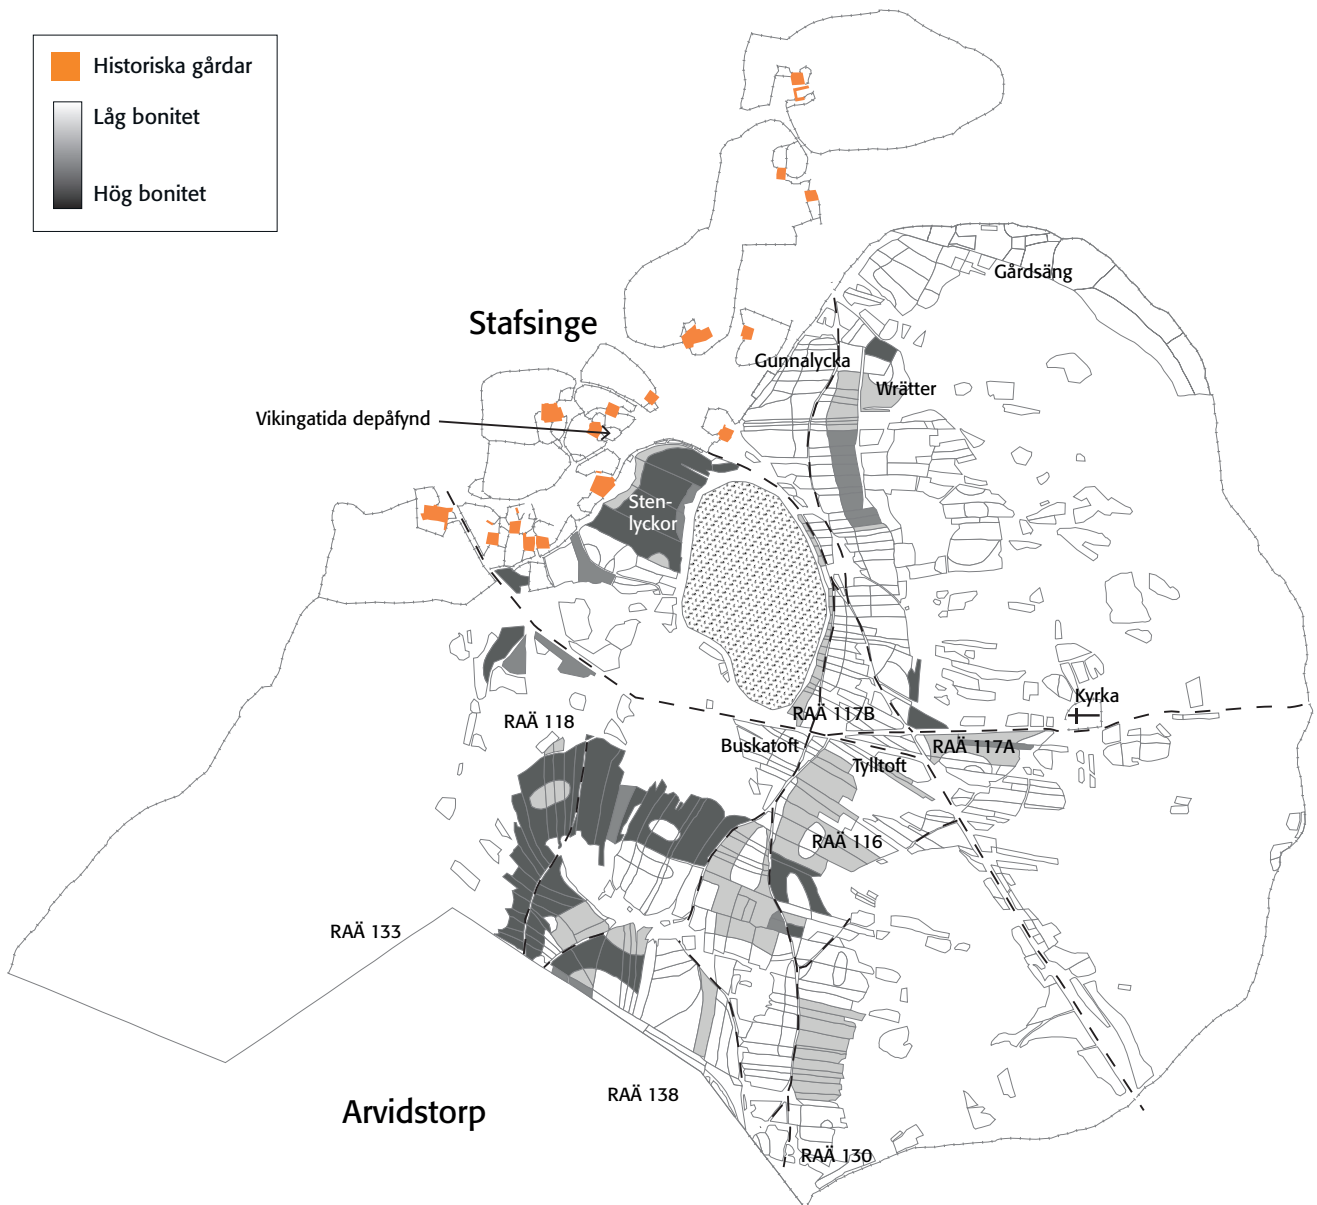 Historiska gårdar
Låg bonitet
Hög bonitet
Gårdsäng
Stafsinge
Gunnalycka
Wrätter
Vikingatida depåfynd
Sten-
lyckor
Kyrka
RAÄ 118
RAÄ 117B
Buskatoft
RAÄ 117A
Tylltoft
RAÄ 116
RAÄ 133
RAÄ 138
Arvidstorp
RAÄ 130